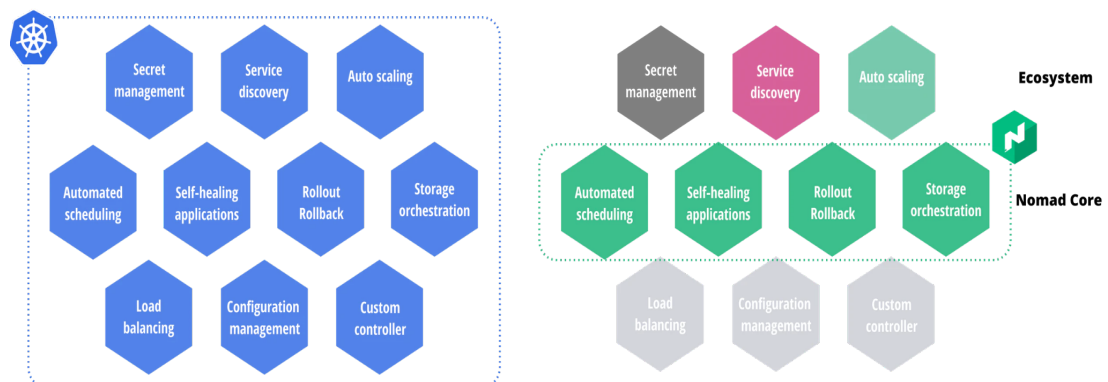 Secret
management
Service
discovery
Auto scaling
Automated
scheduling
Self-healing
applications
Rollout
Rollback
Storage
orchestration
Load
balancing
Configuration
management
Custom
controller
Secret
management
Service
discovery
Auto scaling
Ecosystem
Automated
scheduling
Self-healing
applications
Rollout
Rollback
Storage
orchestration
Nomad Core
Load
balancing
Configuration
management
Custom
controller